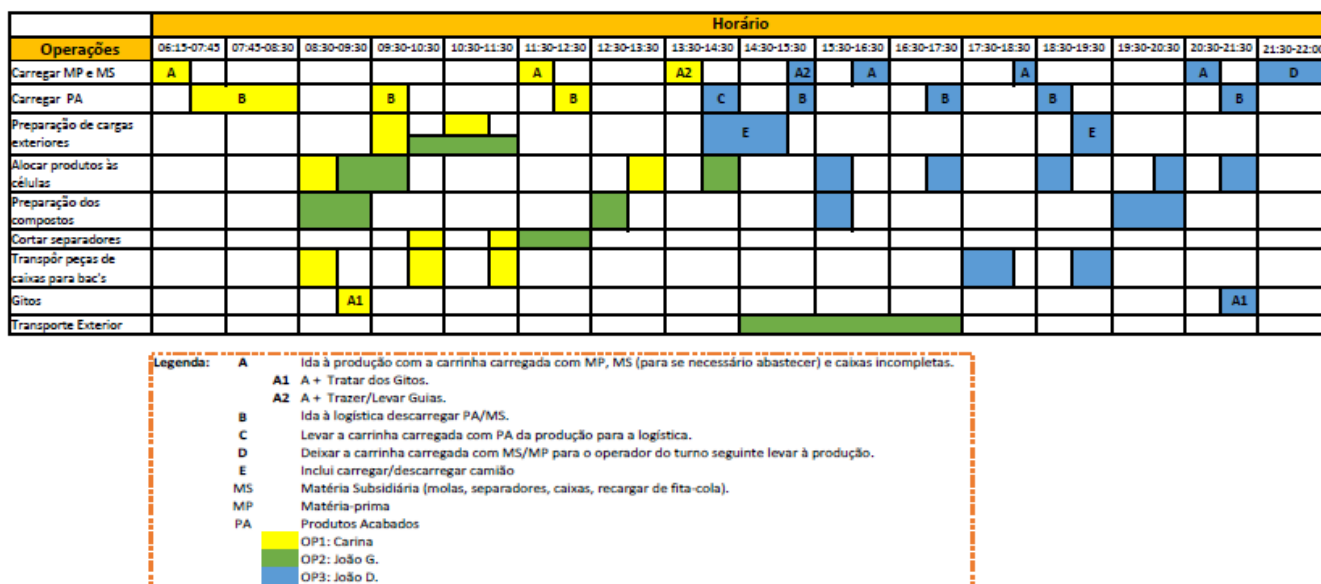 Horário
Operações 06:15-07:45 07:45-08:30 08:30-09:30 09:30-10:30 10:30-11:30 11:30-12:30 12:30-13:30 13:30-14:30 14:30-15:30 15:30-16:30 16:30-17:30 17:30-18:30 18:30-19:30 19:30-20:30 20:30-21:30 21:30-22:00
Carregar MP e MS A A A2 A2 A A A D
Carregar PA B B B C B B B B
Preparação de cargas
exteriores E E
Alocar produtos às
células
Preparação dos
compostos
Cortar separadores
Transpôr peças de
caixas para bac's
Gitos A1 A1
Transporte Exterior
Legenda: A Ida à produção com a carrinha carregada com MP, MS (para se necessário abastecer) e caixas incompletas.
A1 A + Tratar dos Gitos.
A2 A + Trazer/Levar Guias.
B Ida à logística descarregar PA/MS.
C Levar a carrinha carregada com PA da produção para a logística.
D Deixar a carrinha carregada com MS/MP para o operador do turno seguinte levar à produção.
E Inclui carregar/descarregar camião
MS Matéria Subsidiária (molas, separadores, caixas, recargar de fita-cola).
MP Matéria-prima
PA Produtos Acabados
OP1: Carina
OP2: João G.
OP3: João D.